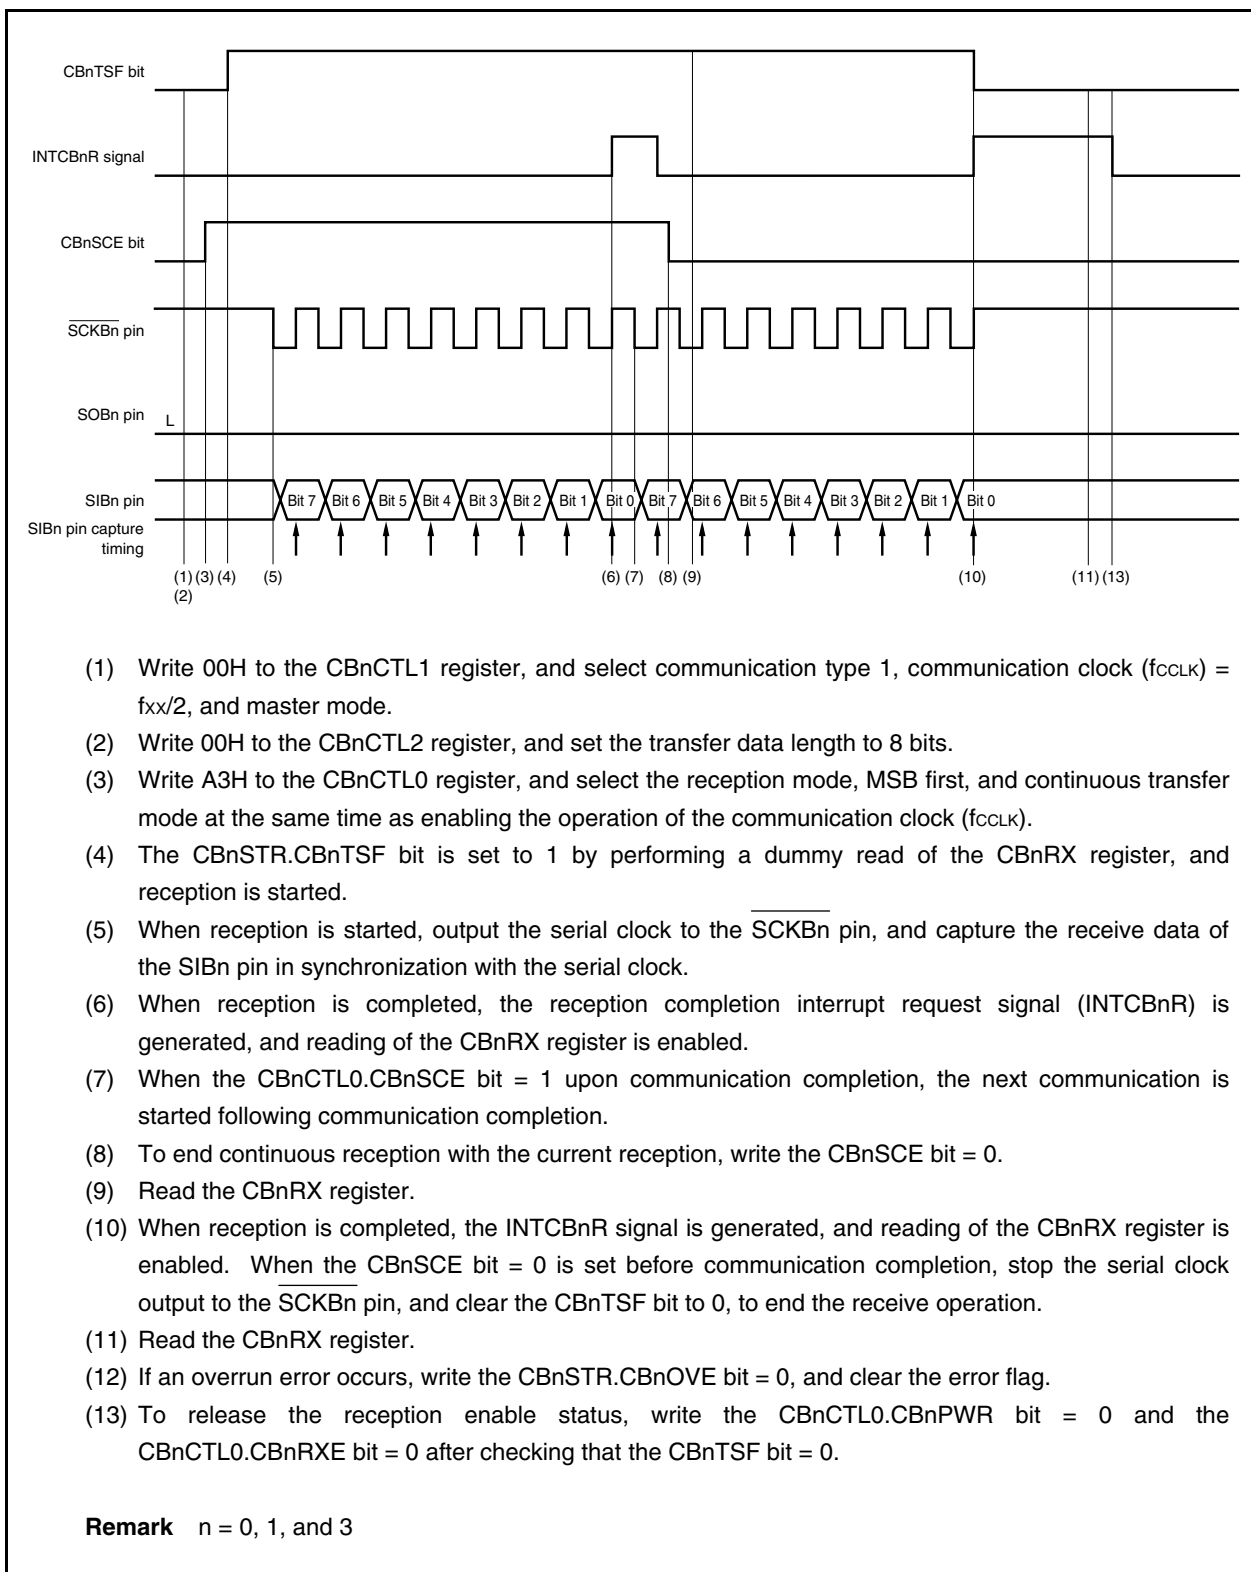 CBnTSF bit
INTCBnR signal
CBnSCE bit
SCKBn pin
SOBn pin
L
SIBn pin
Bit 7 Bit 6 Bit 5 Bit 4 Bit 3 Bit 2 Bit 1 Bit 0 Bit 7 Bit 6 Bit 5 Bit 4 Bit 3 Bit 2 Bit 1 Bit 0
SIBn pin capture
timing
(1) (3) (4) (5) (6) (7) (8) (9) (10) (11) (13)
(2)
(1) Write 00H to the CBnCTL1 register, and select communication type 1, communication clock (fCCLK) =
fxx/2, and master mode.
(2) Write 00H to the CBnCTL2 register, and set the transfer data length to 8 bits.
(3) Write A3H to the CBnCTL0 register, and select the reception mode, MSB first, and continuous transfer
mode at the same time as enabling the operation of the communication clock (fCCLK).
(4) The CBnSTR.CBnTSF bit is set to 1 by performing a dummy read of the CBnRX register, and
reception is started.
(5) When reception is started, output the serial clock to the SCKBn pin, and capture the receive data of
the SIBn pin in synchronization with the serial clock.
(6) When reception is completed, the reception completion interrupt request signal (INTCBnR) is
generated, and reading of the CBnRX register is enabled.
(7) When the CBnCTL0.CBnSCE bit = 1 upon communication completion, the next communication is
started following communication completion.
(8) To end continuous reception with the current reception, write the CBnSCE bit = 0.
(9) Read the CBnRX register.
(10) When reception is completed, the INTCBnR signal is generated, and reading of the CBnRX register is
enabled. When the CBnSCE bit = 0 is set before communication completion, stop the serial clock
output to the SCKBn pin, and clear the CBnTSF bit to 0, to end the receive operation.
(11) Read the CBnRX register.
(12) If an overrun error occurs, write the CBnSTR.CBnOVE bit = 0, and clear the error flag.
(13) To release the reception enable status, write the CBnCTL0.CBnPWR bit = 0 and the
CBnCTL0.CBnRXE bit = 0 after checking that the CBnTSF bit = 0.
Remark n = 0, 1, and 3